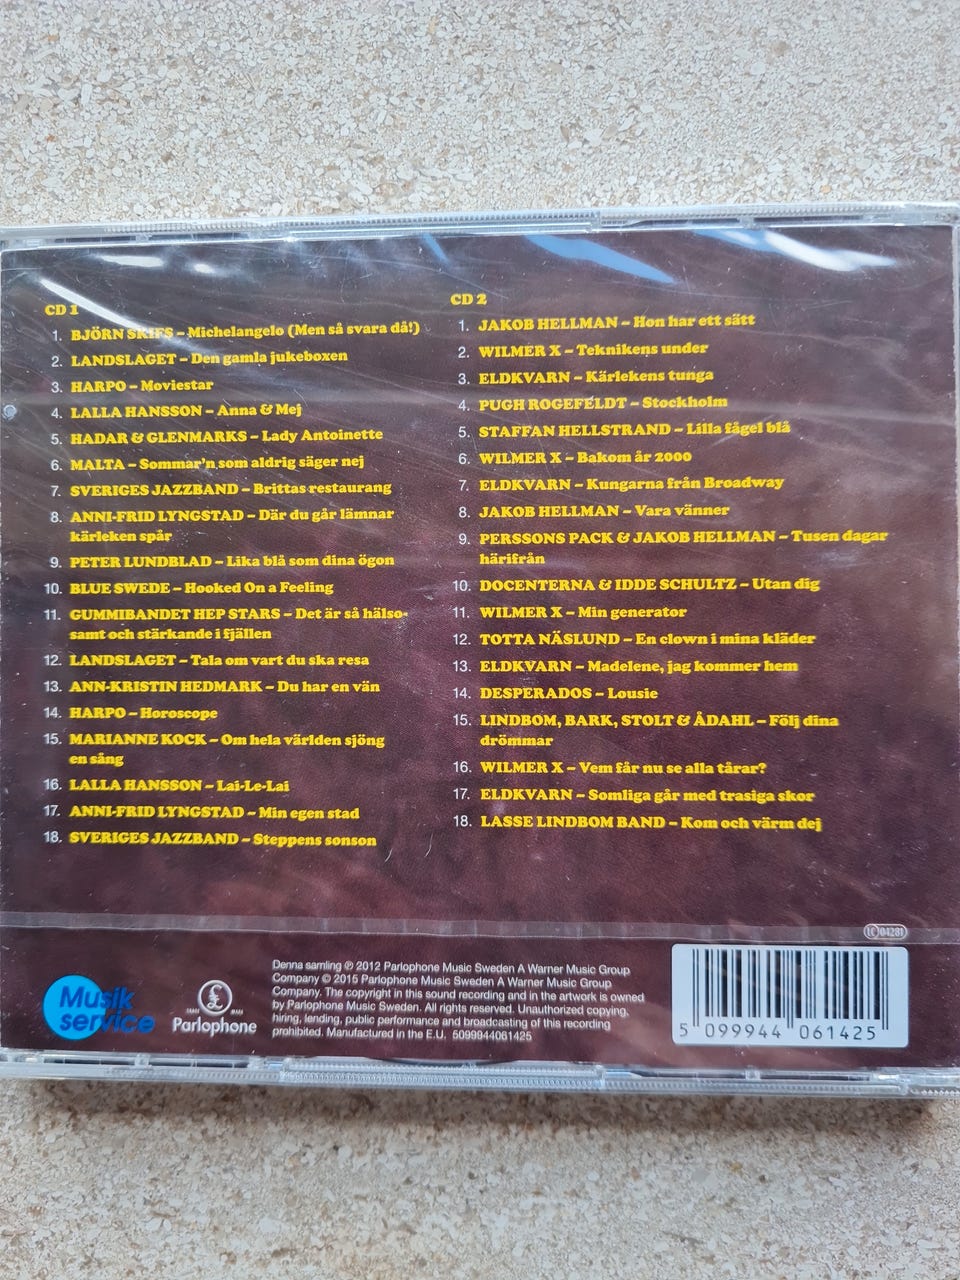 CD 1
1. BJÖRN SKIFS – Michelangelo (Men så svara då!)
2. LANDSLAGET – Den gamla jukeboxen
3. HARPO – Moviestar
4. LALLA HANSSON – Anna & Mej
5. HADAR & GLENMARKS – Lady Antoinette
6. MALTA – Sommar'n som aldrig säger nej
7. SVERIGES JAZZBAND – Brittas restaurang
8. ANNI-FRID LYNGSTAD – Där du går lämnar
kärleken spår
9. PETER LUNDBLAD – Lika blå som dina ögon
10. BLUE SWEDE – Hooked On a Feeling
11. GUMMIBANDET HEP STARS – Det är så hälso-
samt och stärkande i fjällen
12. LANDSLAGET – Tala om vart du ska resa
13. ANN-KRISTIN HEDMARK – Du har en vän
14. HARPO – Horoscope
15. MARIANNE KOCK – Om hela världen sjöng
en sång
16. LALLA HANSSON – Lai-Le-Lai
17. ANNI-FRID LYNGSTAD – Min egen stad
18. SVERIGES JAZZBAND – Steppens sonson
CD 2
1. JAKOB HELLMAN – Hon har ett sätt
2. WILMER X – Teknikens under
3. ELDKVARN – Kärlekens tunga
4. PUGH ROGEFELDT – Stockholm
5. STAFFAN HELLSTRAND – Lilla fågel blå
6. WILMER X – Bakom år 2000
7. ELDKVARN – Kungarna från Broadway
8. JAKOB HELLMAN – Vara vänner
9. PERSSONS PACK & JAKOB HELLMAN – Tusen dagar
härifrån
10. DOCENTERNA & IDDE SCHULTZ – Utan dig
11. WILMER X – Min generator
12. TOTTA NÄSLUND – En clown i mina kläder
13. ELDKVARN – Madelene, jag kommer hem
14. DESPERADOS – Lousie
15. LINDBOM, BARK, STOLT & ÅDAHL – Följ dina
drömmar
16. WILMER X – Vem får nu se alla tårar?
17. ELDKVARN – Somliga går med trasiga skor
18. LASSE LINDBOM BAND – Kom och värm dej
LC 04281
Musik
service
£
TRADE MARK
Parlophone
Denna samling ℗ 2012 Parlophone Music Sweden A Warner Music Group
Company © 2015 Parlophone Music Sweden A Warner Music Group
Company. The copyright in this sound recording and in the artwork is owned
by Parlophone Music Sweden. All rights reserved. Unauthorized copying,
hiring, lending, public performance and broadcasting of this recording
prohibited. Manufactured in the E.U. 5099944061425
5 099944 061425